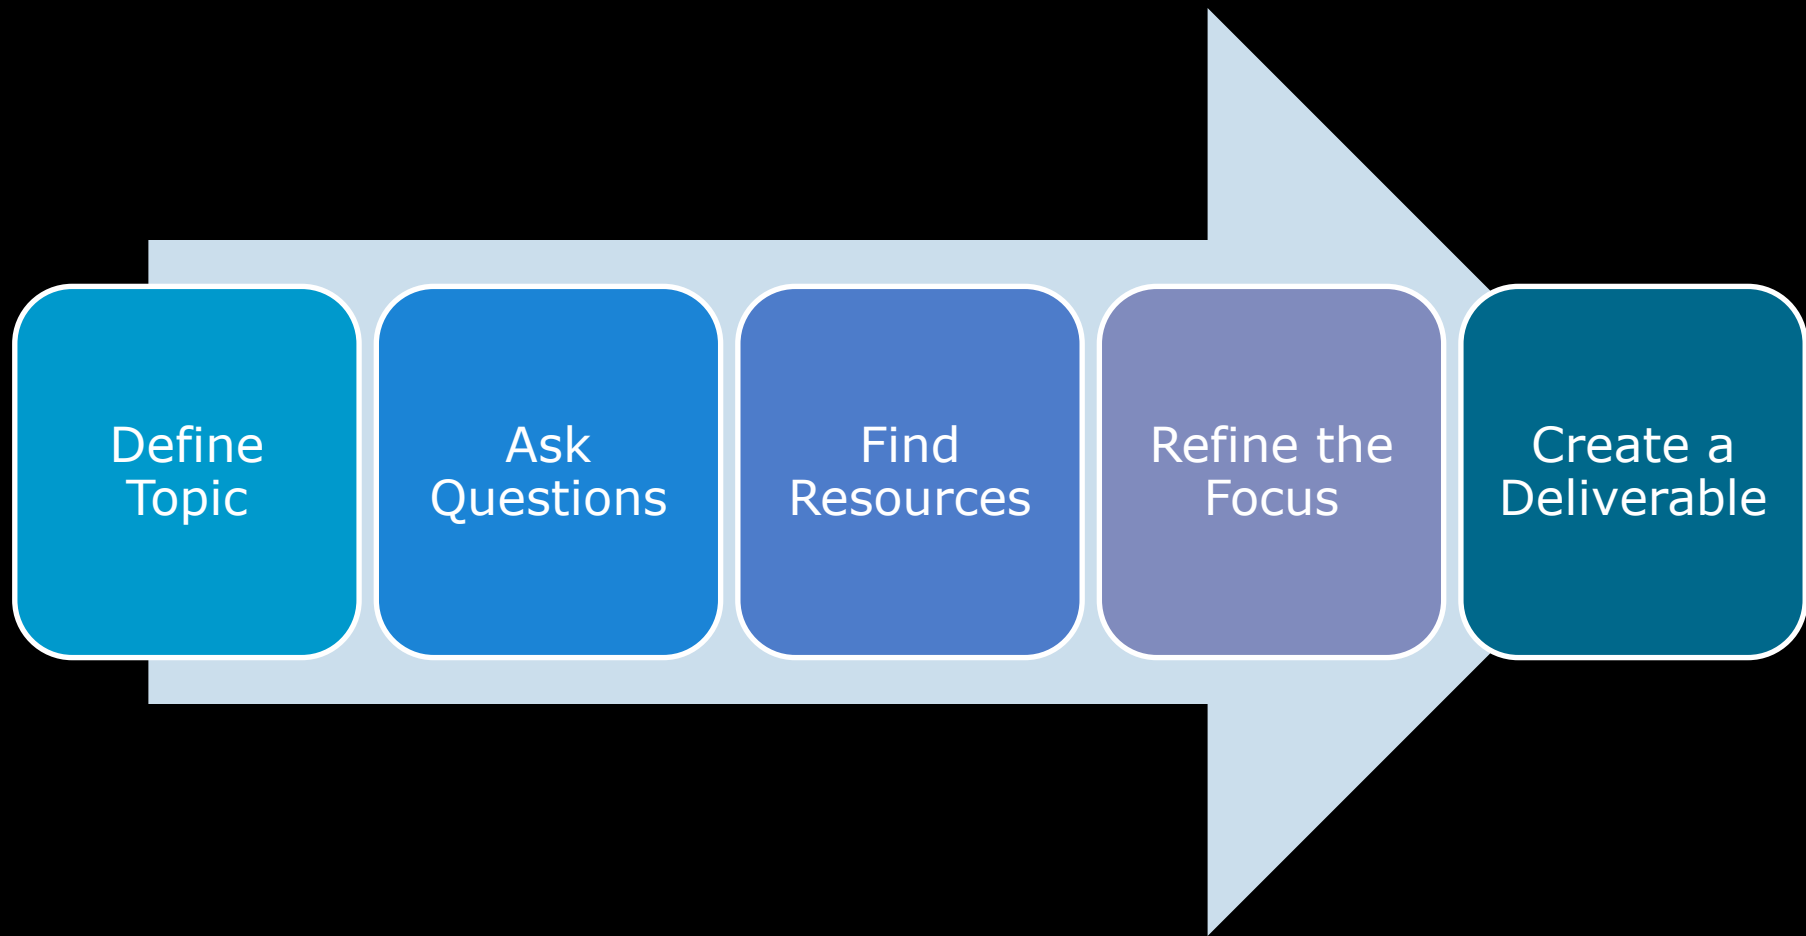 Define
Topic
Ask
Questions
Find
Resources
Refine the
Focus
Create a
Deliverable